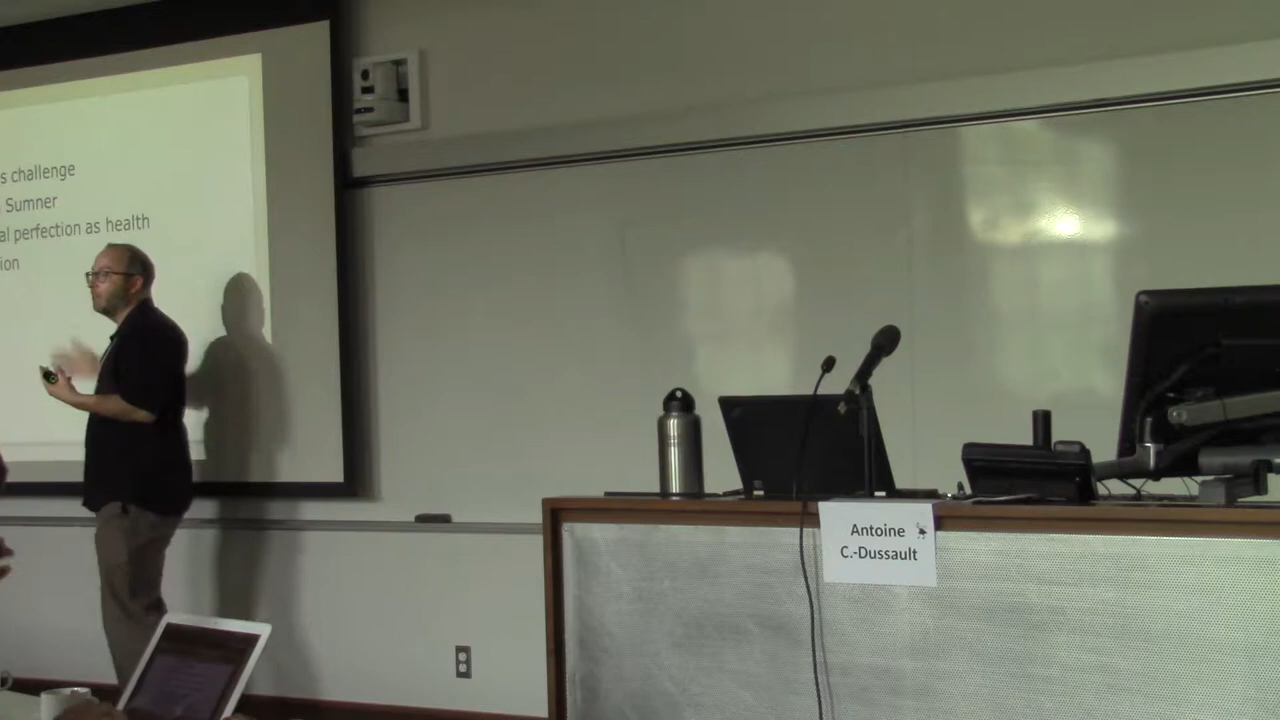 s challenge
Sumner
al perfection as health
ion
Antoine
C.-Dussault